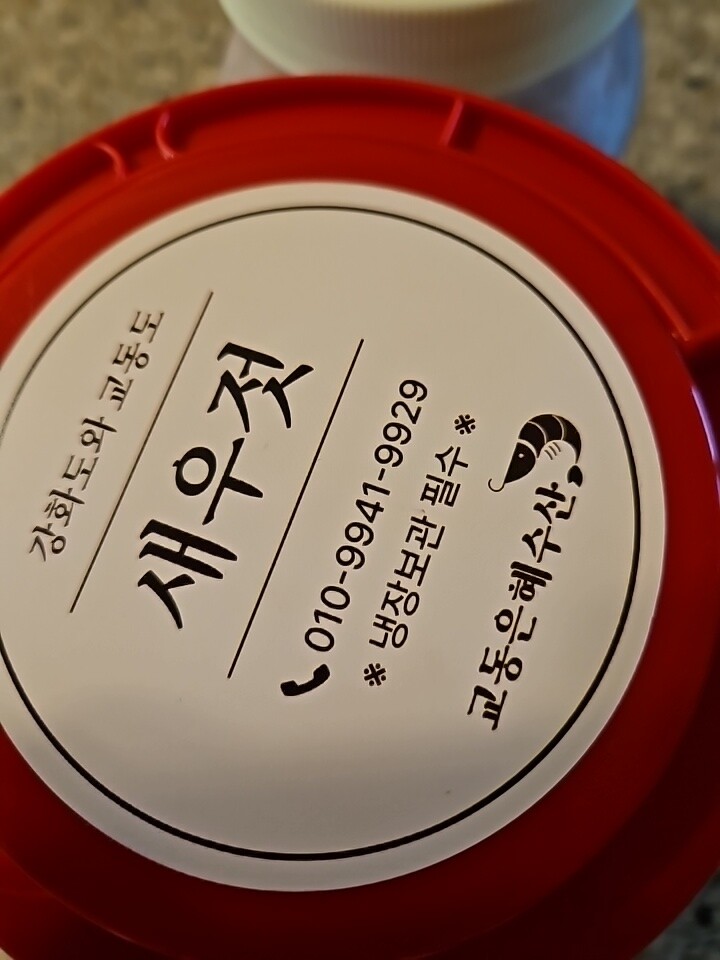 강화도와 교동도
새우젓
010-9941-9929
※ 냉장보관 필수 ※
교동은혜수산